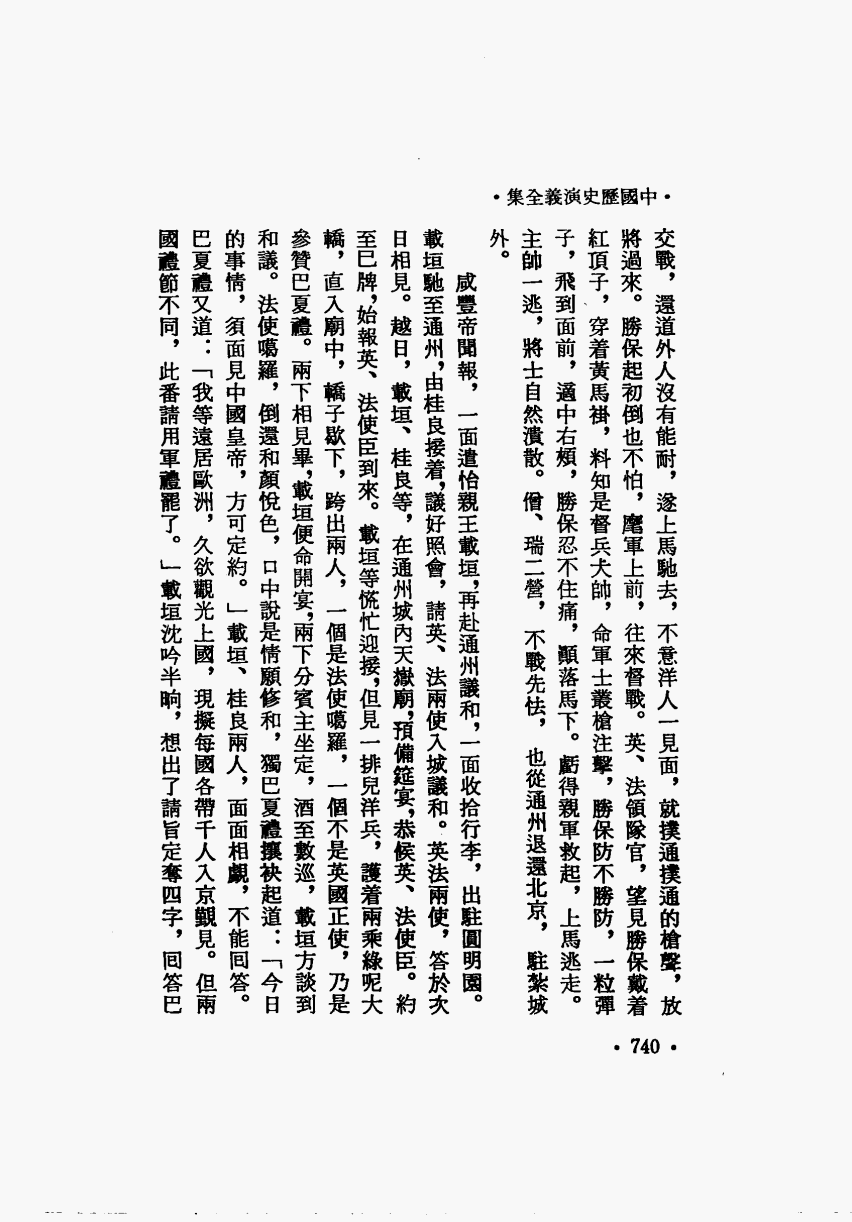 •中國歷史演義全集•
交戰，還道外人沒有能耐，遂上馬馳去，不意洋人一見面，就撲通撲通的槍聲，放
將過來。勝保起初倒也不怕，麾軍上前，往來督戰。英、法領隊官，望見勝保戴着
紅頂子，穿着黃馬褂，料知是督兵大帥，命軍士叢槍注擊，勝保防不勝防，一粒彈
子，飛到面前，適中右頰，勝保忍不住痛，顚落馬下。虧得親軍救起，上馬逃走。
主帥一逃，將士自然潰散。僧、瑞二營，不戰先怯，也從通州退還北京，駐紮城
外。
咸豐帝聞報，一面遣怡親王載垣，再赴通州議和，一面收拾行李，出駐圓明園。
載垣馳至通州，由桂良接着，議好照會，請英、法兩使入城議和。英法兩使，答於次
日相見。越日，載垣、桂良等，在通州城內天嶽廟，預備筵宴，恭候英、法使臣。約
至巳牌，始報英、法使臣到來。載垣等慌忙迎接，但見一排兒洋兵，護着兩乘綠呢大
轎，直入廟中，轎子歇下，跨出兩人，一個是法使噶羅，一個不是英國正使，乃是
參贊巴夏禮。兩下相見畢，載垣便命開宴，兩下分賓主坐定，酒至數巡，載垣方談到
和議。法使噶羅，倒還和顏悅色，口中說是情願修和，獨巴夏禮攘袂起道：「今日
的事情，須面見中國皇帝，方可定約。」載垣、桂良兩人，面面相覷，不能回答。
巴夏禮又道：「我等遠居歐洲，久欲觀光上國，現擬每國各帶千人入京觀見。但兩
國禮節不同，此番請用軍禮罷了。」載垣沈吟半晌，想出了請旨定奪四字，回答巴
•740•